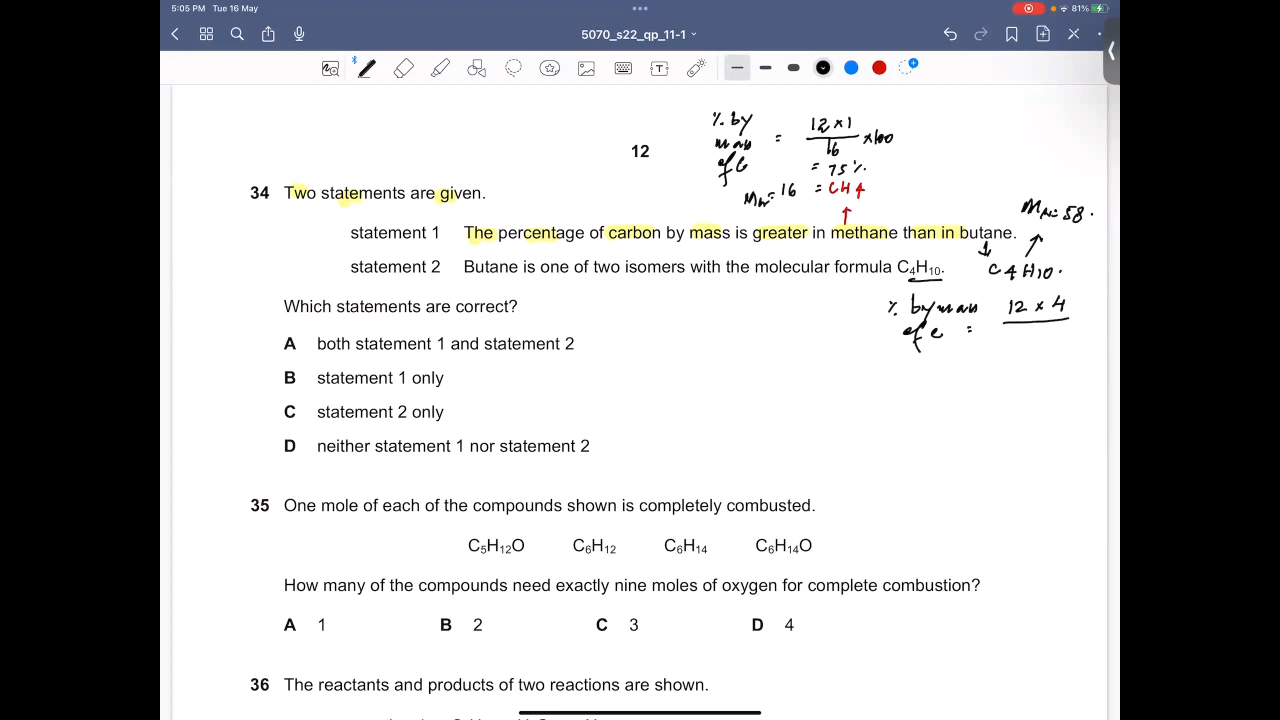 5:05 PM Tue 16 May
81%
5070_s22_qp_11-1
12
% by mass of C = 12 × 1 / 16 × 100
= 75%
Mr = 16 = CH4
34 Two statements are given.
Mr = 58.
statement 1 The percentage of carbon by mass is greater in methane than in butane.
statement 2 Butane is one of two isomers with the molecular formula C₄H₁₀.
C4H10.
Which statements are correct?
% by mass of C = 12 × 4
A both statement 1 and statement 2
B statement 1 only
C statement 2 only
D neither statement 1 nor statement 2
35 One mole of each of the compounds shown is completely combusted.
C₅H₁₂O C₆H₁₂ C₆H₁₄ C₆H₁₄O
How many of the compounds need exactly nine moles of oxygen for complete combustion?
A 1 B 2 C 3 D 4
36 The reactants and products of two reactions are shown.